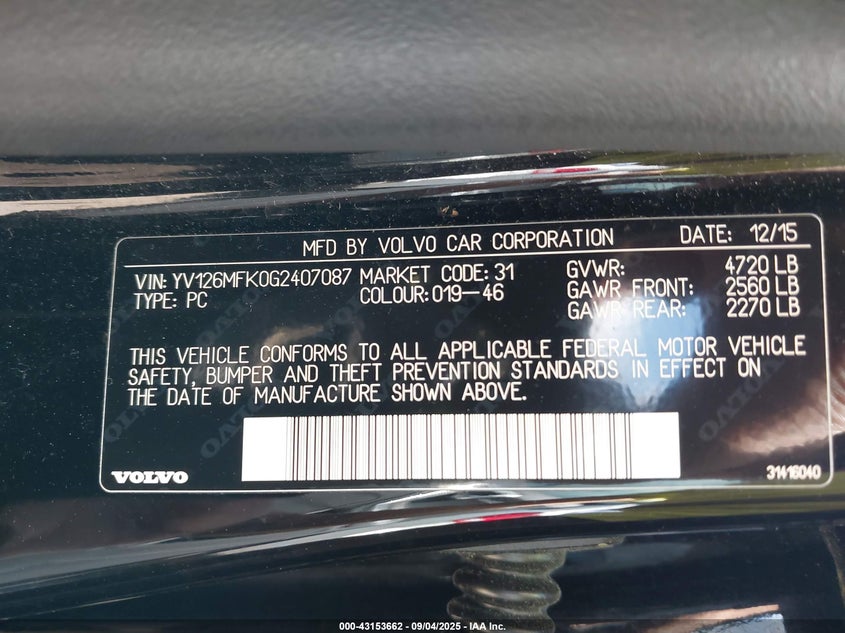 MFD BY VOLVO CAR CORPORATION DATE: 12/15
VIN: YV126MFK0G2407087 MARKET CODE: 31 GVWR: 4720 LB
TYPE: PC COLOUR: 019-46 GAWR FRONT: 2560 LB
GAWR REAR: 2270 LB
THIS VEHICLE CONFORMS TO ALL APPLICABLE FEDERAL MOTOR VEHICLE
SAFETY, BUMPER AND THEFT PREVENTION STANDARDS IN EFFECT ON
THE DATE OF MANUFACTURE SHOWN ABOVE.
VOLVO 31416040
000-43153662 - 09/04/2025 - IAA Inc.